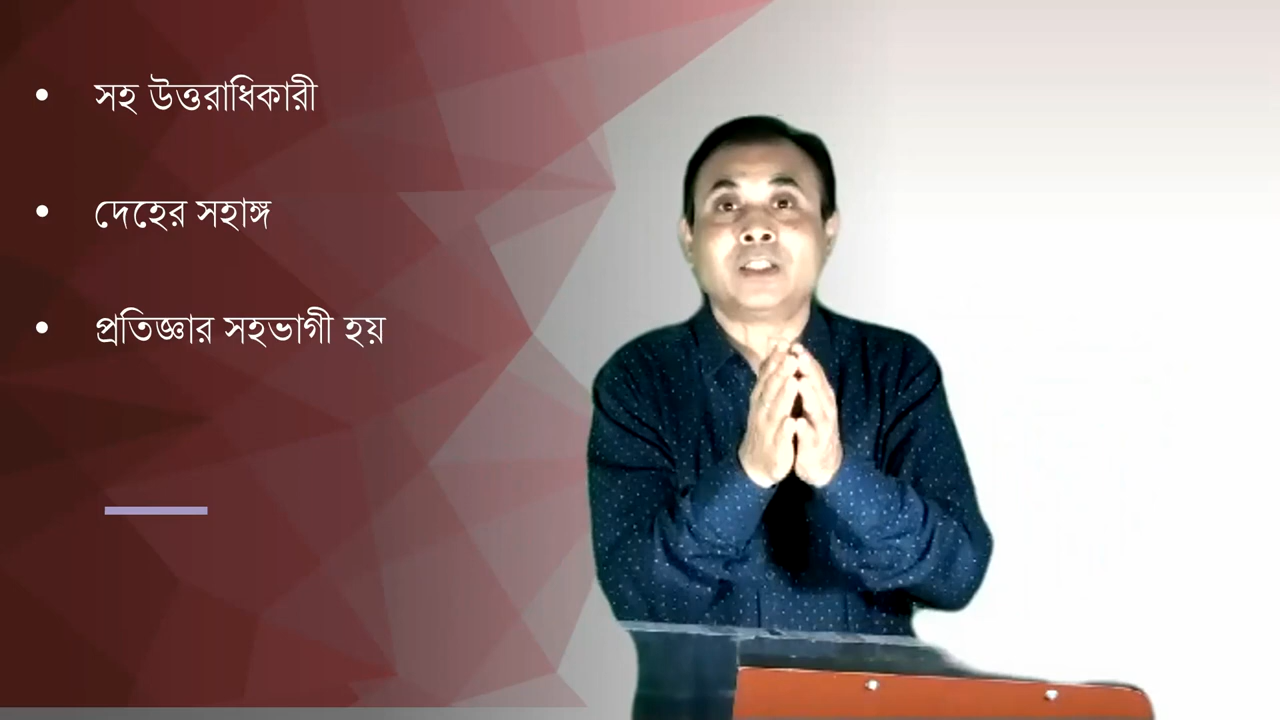 • সহ উত্তরাধিকারী
• দেহের সহাঙ্গ
• প্রতিজ্ঞার সহভাগী হয়